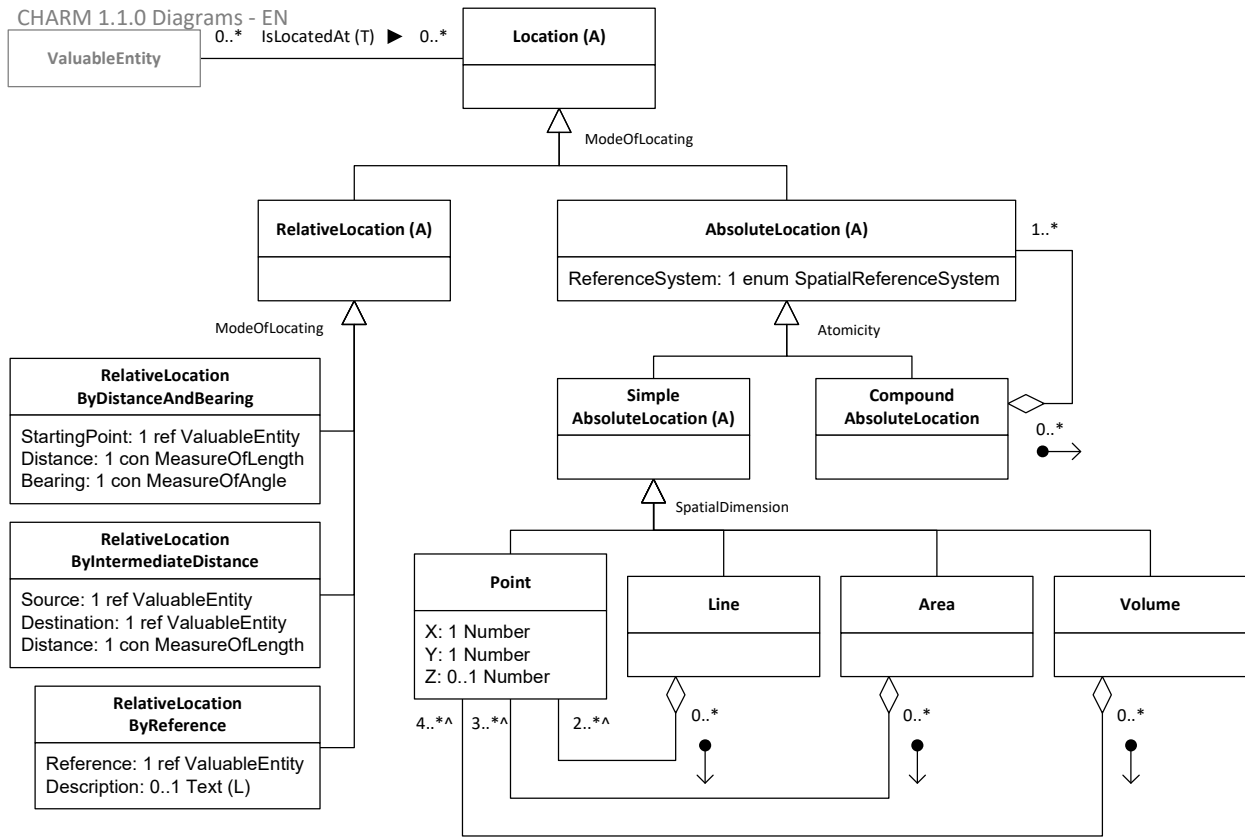 CHARM 1.1.0 Diagrams - EN
ValuableEntity
0..* IsLocatedAt (T) ► 0..*
Location (A)
ModeOfLocating
RelativeLocation (A)
AbsoluteLocation (A)
ReferenceSystem: 1 enum SpatialReferenceSystem
1..*
ModeOfLocating
Atomicity
RelativeLocation
ByDistanceAndBearing
StartingPoint: 1 ref ValuableEntity
Distance: 1 con MeasureOfLength
Bearing: 1 con MeasureOfAngle
Simple
AbsoluteLocation (A)
Compound
AbsoluteLocation
0..*
SpatialDimension
RelativeLocation
ByIntermediateDistance
Source: 1 ref ValuableEntity
Destination: 1 ref ValuableEntity
Distance: 1 con MeasureOfLength
Point
X: 1 Number
Y: 1 Number
Z: 0..1 Number
Line
Area
Volume
RelativeLocation
ByReference
Reference: 1 ref ValuableEntity
Description: 0..1 Text (L)
4..*^ 3..*^ 2..*^ 0..* 0..* 0..*